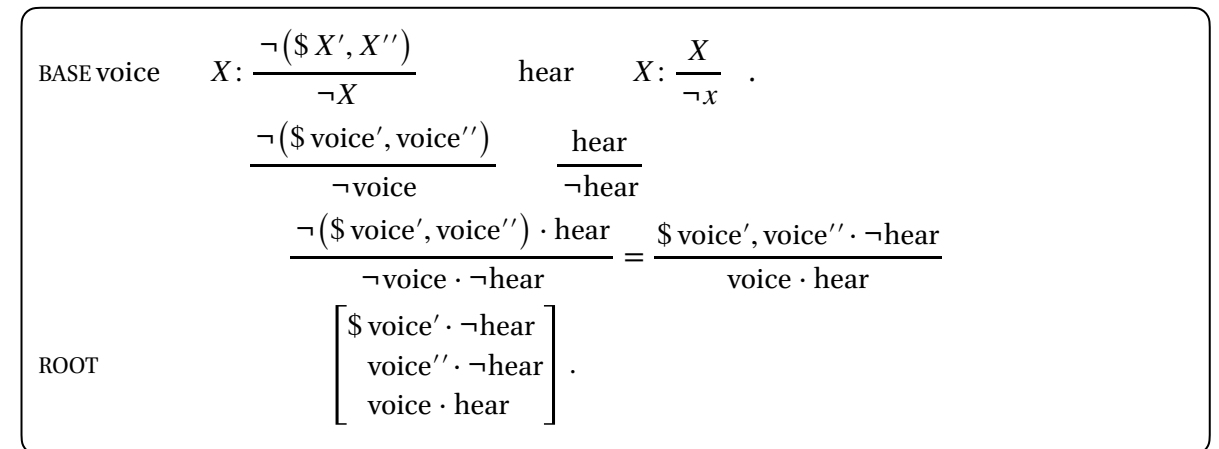 BASE voice X: ¬($ X′, X′′) / ¬X hear X: X / ¬x .
¬($ voice′, voice′′) / ¬voice hear / ¬hear
¬($ voice′, voice′′) · hear / ¬voice · ¬hear = $ voice′, voice′′ · ¬hear / voice · hear
$ voice′ · ¬hear
ROOT voice′′ · ¬hear .
voice · hear